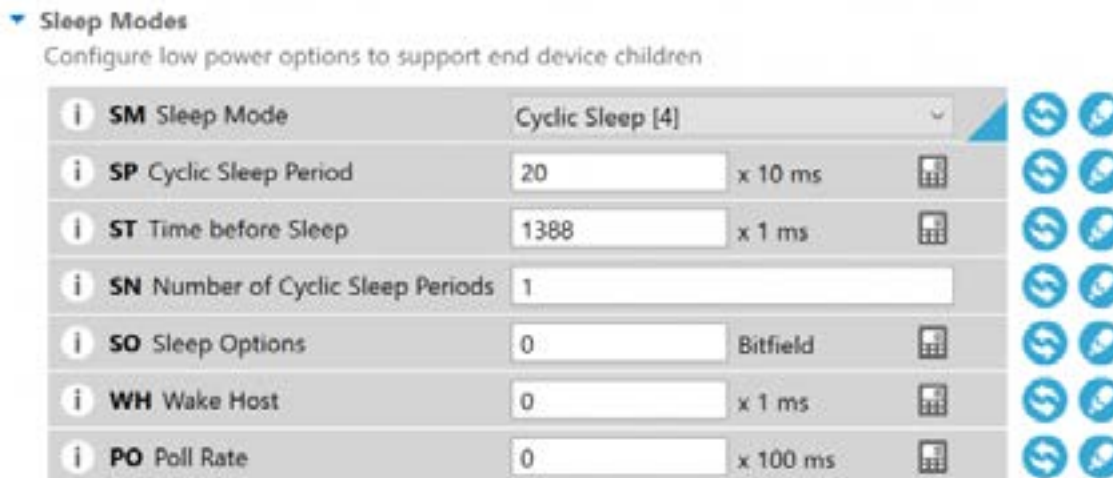 Sleep Modes
Configure low power options to support end device children
i SM Sleep Mode Cyclic Sleep [4]
i SP Cyclic Sleep Period 20 x 10 ms
i ST Time before Sleep 1388 x 1 ms
i SN Number of Cyclic Sleep Periods 1
i SO Sleep Options 0 Bitfield
i WH Wake Host 0 x 1 ms
i PO Poll Rate 0 x 100 ms